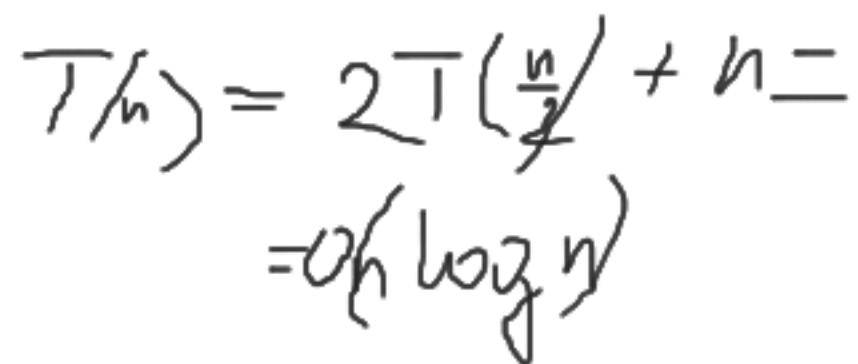 T(n) = 2T(n/2) + n =
= O(n log n)